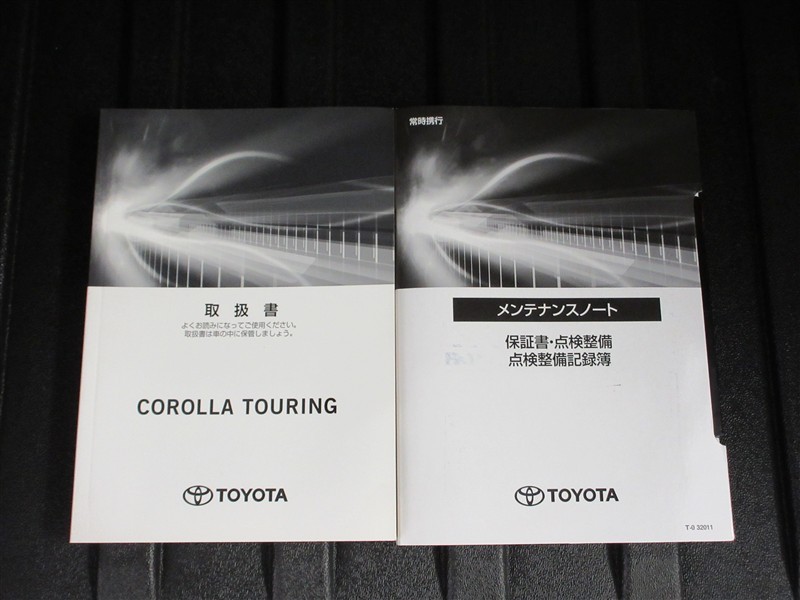 取扱書
よくお読みになってご使用ください。
取扱書は車の中に保管しましょう。
COROLLA TOURING
TOYOTA
常時携行
メンテナンスノート
保証書・点検整備
点検整備記録簿
TOYOTA
T-0 32011